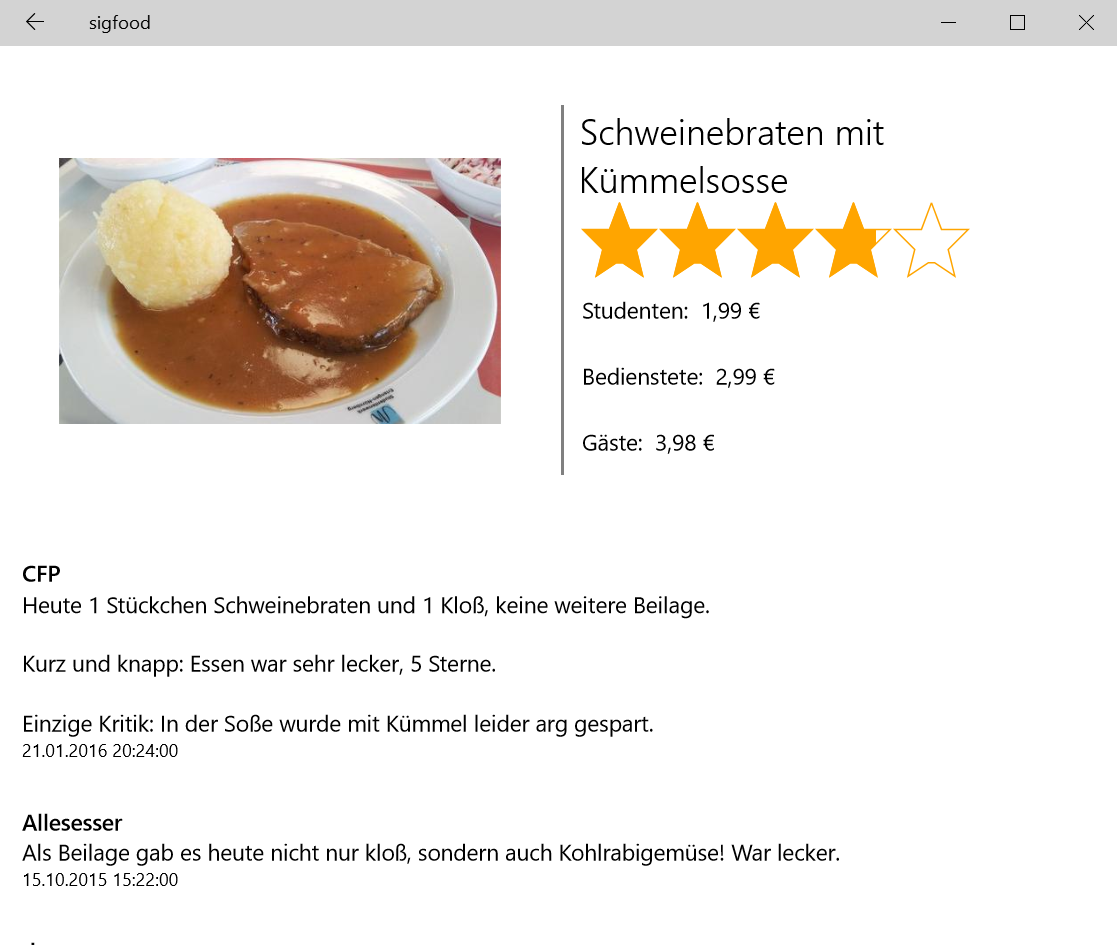 sigfood
Schweinebraten mit
Kümmelsosse
Studenten: 1,99 €
Bedienstete: 2,99 €
Gäste: 3,98 €
Studentenwerk
Erlangen-Nürnberg
CFP
Heute 1 Stückchen Schweinebraten und 1 Kloß, keine weitere Beilage.
Kurz und knapp: Essen war sehr lecker, 5 Sterne.
Einzige Kritik: In der Soße wurde mit Kümmel leider arg gespart.
21.01.2016 20:24:00
Allesesser
Als Beilage gab es heute nicht nur kloß, sondern auch Kohlrabigemüse! War lecker.
15.10.2015 15:22:00